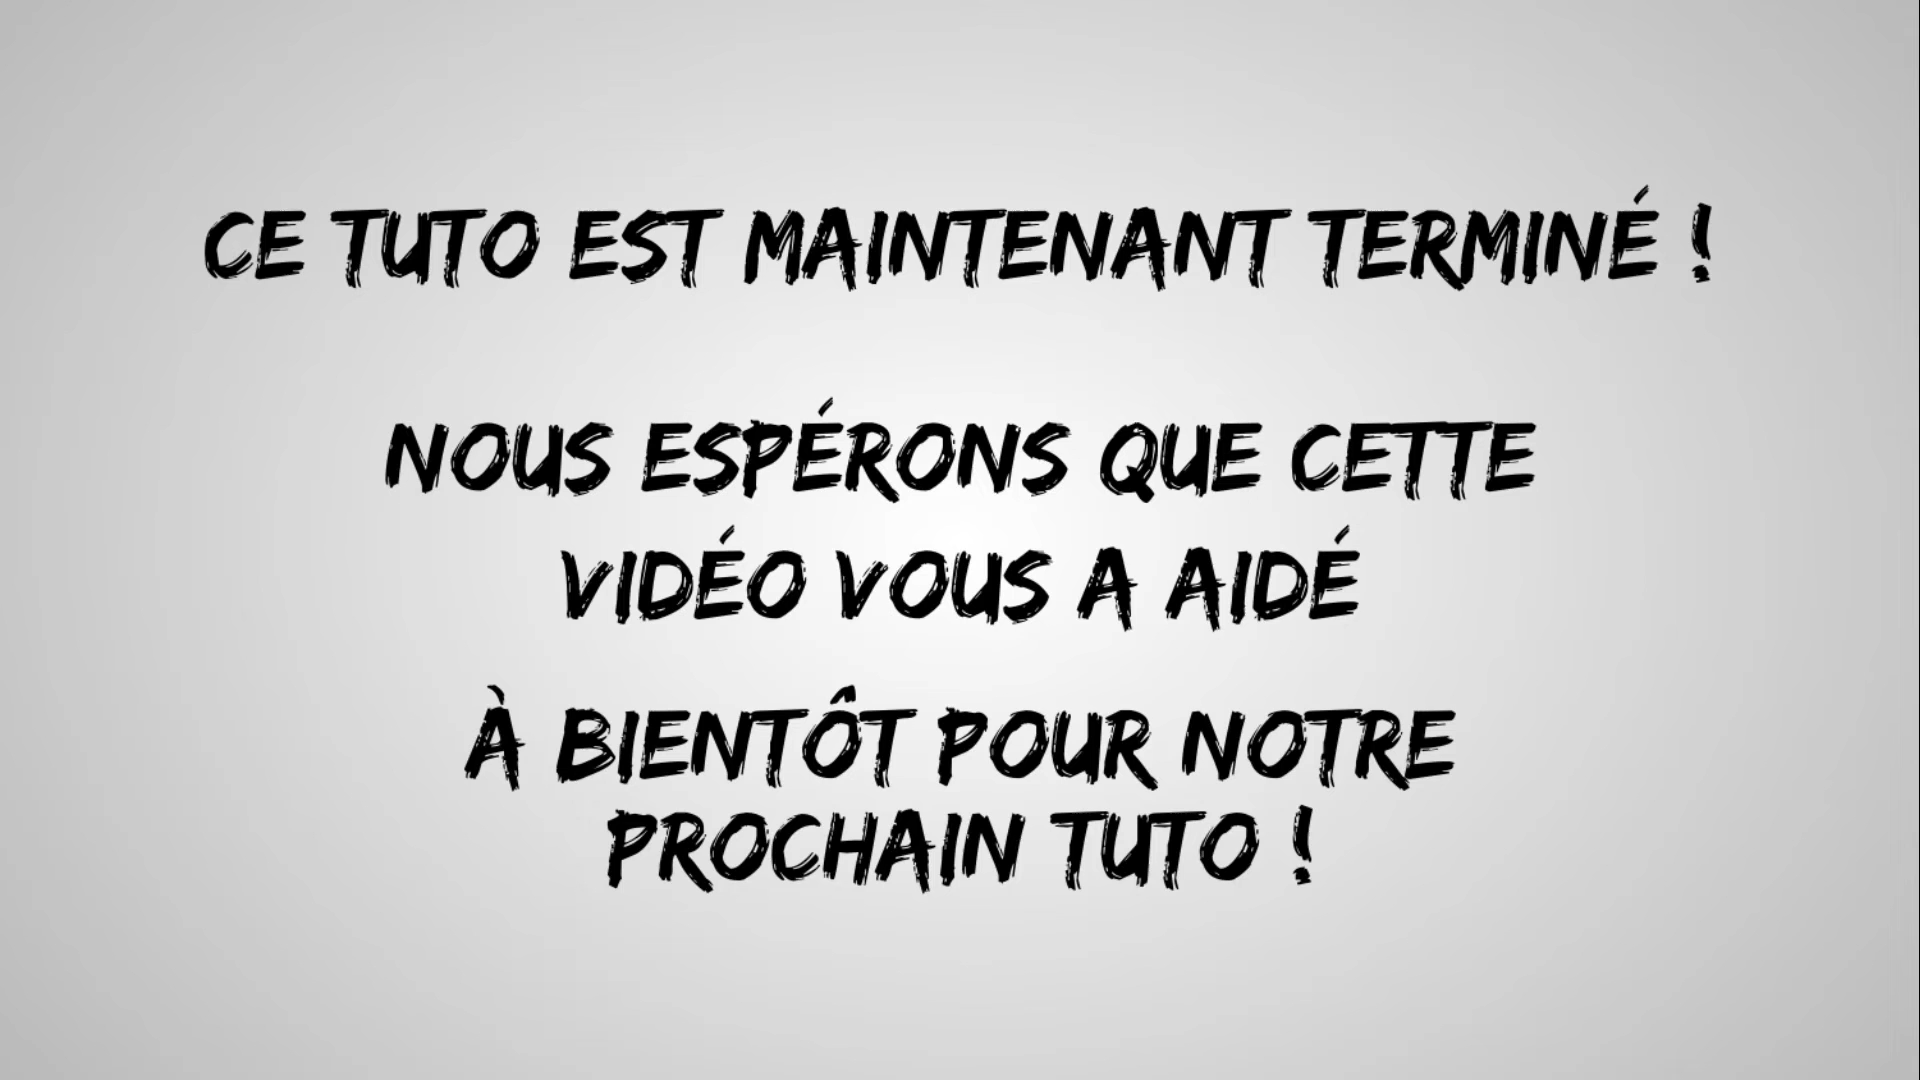 CE TUTO EST MAINTENANT TERMINÉ !
NOUS ESPÉRONS QUE CETTE
VIDÉO VOUS A AIDÉ
À BIENTÔT POUR NOTRE
PROCHAIN TUTO !